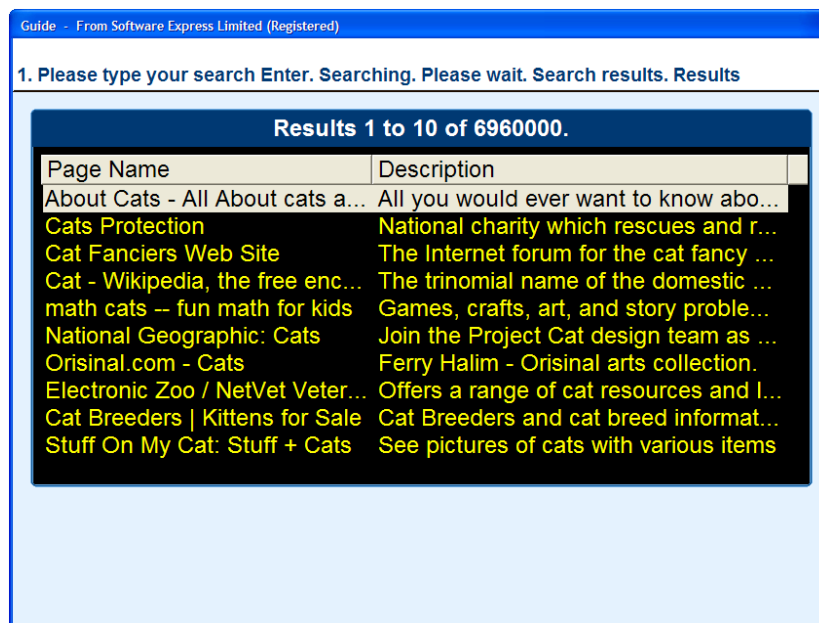 Guide - From Software Express Limited (Registered)
1. Please type your search Enter. Searching. Please wait. Search results. Results
Results 1 to 10 of 6960000.
Page Name Description
About Cats - All About cats a... All you would ever want to know abo...
Cats Protection National charity which rescues and r...
Cat Fanciers Web Site The Internet forum for the cat fancy ...
Cat - Wikipedia, the free enc... The trinomial name of the domestic ...
math cats -- fun math for kids Games, crafts, art, and story proble...
National Geographic: Cats Join the Project Cat design team as ...
Orisinal.com - Cats Ferry Halim - Orisinal arts collection.
Electronic Zoo / NetVet Veter... Offers a range of cat resources and l...
Cat Breeders | Kittens for Sale Cat Breeders and cat breed informat...
Stuff On My Cat: Stuff + Cats See pictures of cats with various items